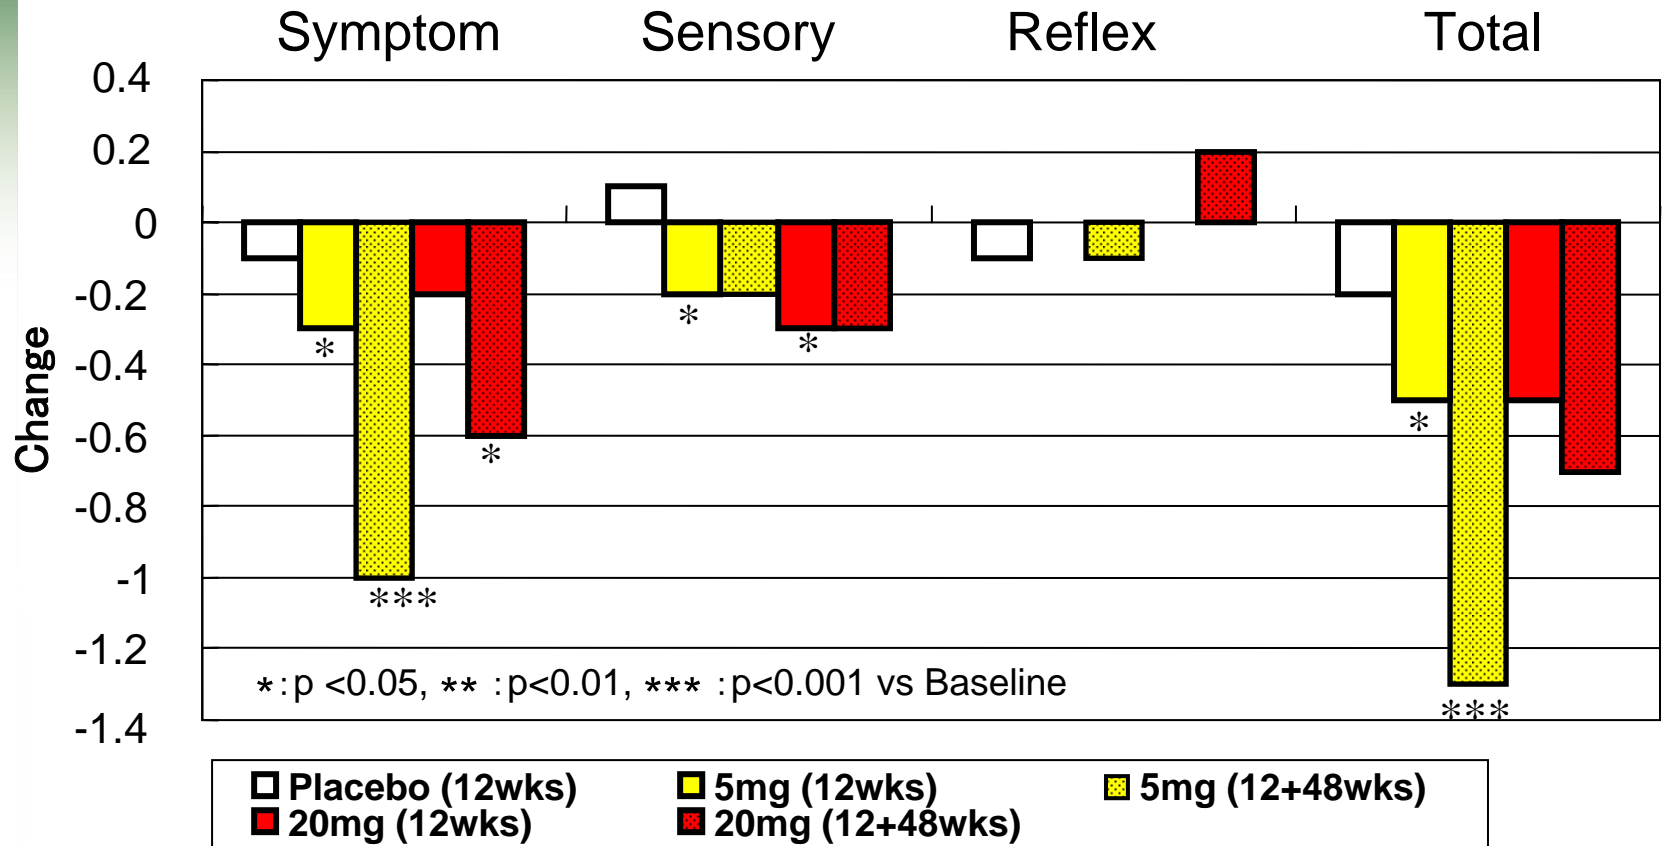 Symptom Sensory Reflex Total
0.4
0.2
0
-0.2
-0.4
-0.6
-0.8
-1
-1.2
-1.4
Change
* * * * *
*** ***
*:p <0.05, ** :p<0.01, *** :p<0.001 vs Baseline
Placebo (12wks) 5mg (12wks) 5mg (12+48wks)
20mg (12wks) 20mg (12+48wks)